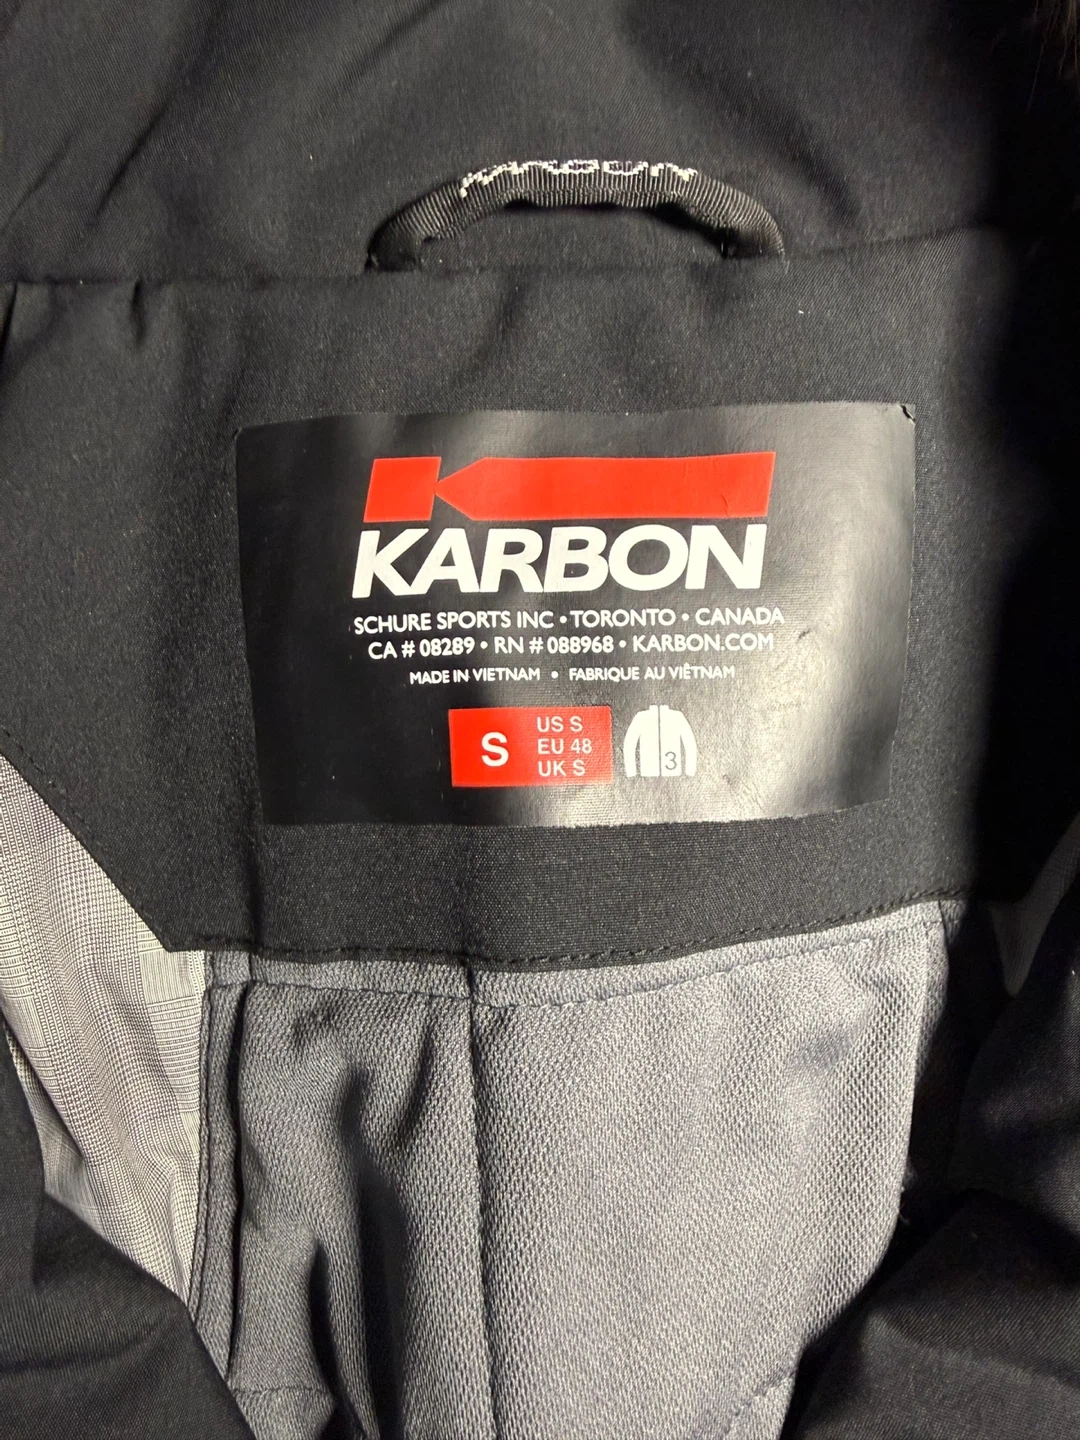 KARBON
KARBON
SCHURE SPORTS INC • TORONTO • CANADA
CA # 08289 • RN # 088968 • KARBON.COM
MADE IN VIETNAM • FABRIQUE AU VIÊTNAM
S
US S
EU 48
UK S
3